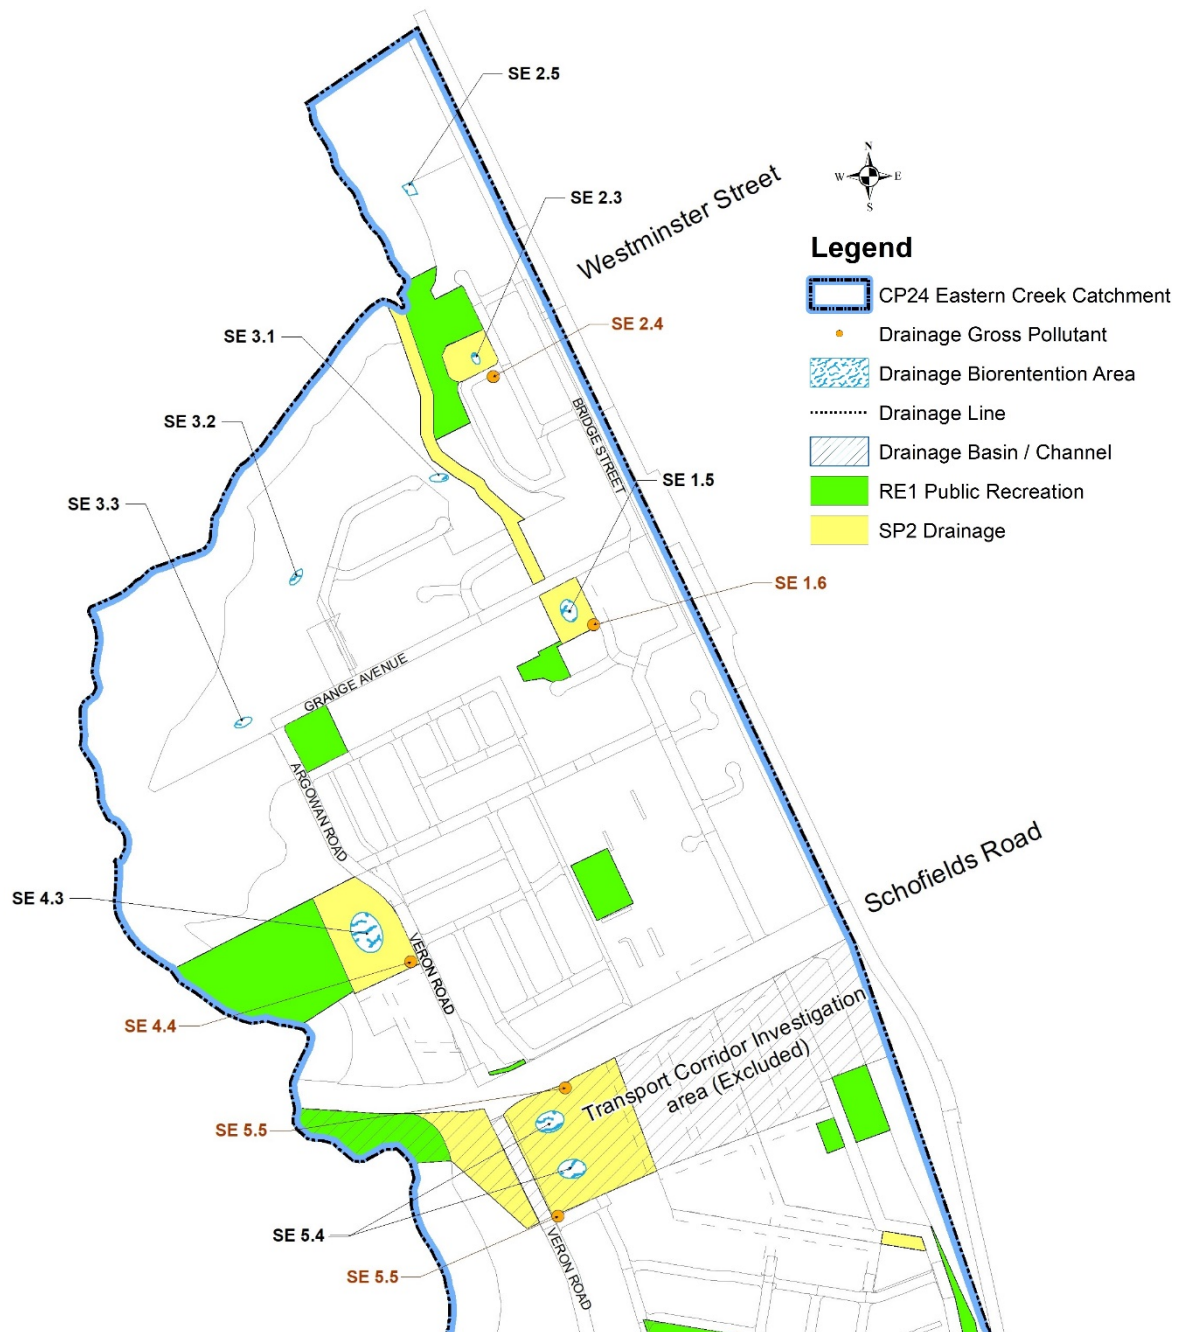 SE 2.5
Westminster Street
SE 2.3
N
W
E
S
Legend
CP24 Eastern Creek Catchment
SE 2.4
Drainage Gross Pollutant
SE 3.1
Drainage Biorentention Area
BRIDGE STREET
Drainage Line
SE 3.2
Drainage Basin / Channel
SE 1.5
RE1 Public Recreation
SE 3.3
SP2 Drainage
SE 1.6
GRANGE AVENUE
ARGOWAN ROAD
Schofields Road
SE 4.3
VERON ROAD
SE 4.4
Transport Corridor Investigation
area (Excluded)
SE 5.5
SE 5.4
SE 5.5
VERON ROAD